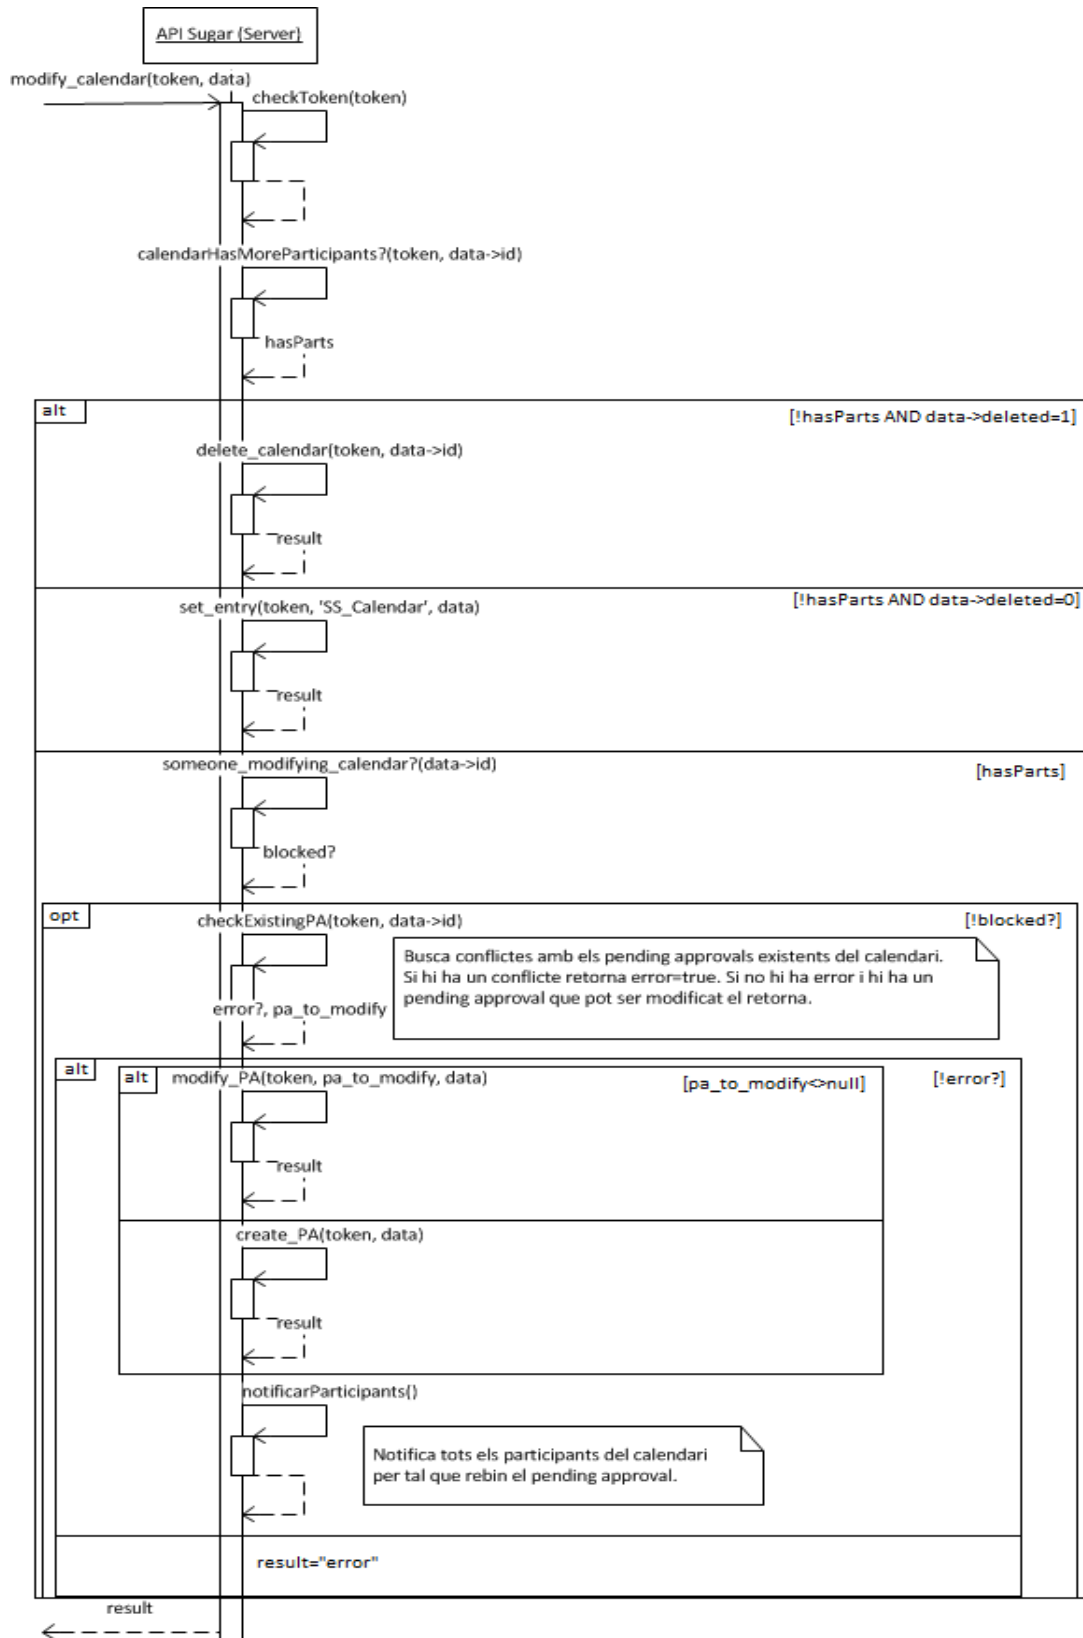 API Sugar (Server)
modify_calendar(token, data)
checkToken(token)
calendarHasMoreParticipants?(token, data->id)
hasParts
alt
[!hasParts AND data->deleted=1]
delete_calendar(token, data->id)
result
set_entry(token, 'SS_Calendar', data)
[!hasParts AND data->deleted=0]
result
someone_modifying_calendar?(data->id)
[hasParts]
blocked?
opt
checkExistingPA(token, data->id)
[!blocked?]
Busca conflictes amb els pending approvals existents del calendari.
Si hi ha un conflicte retorna error=true. Si no hi ha error i hi ha un
pending approval que pot ser modificat el retorna.
error?, pa_to_modify
alt
alt
modify_PA(token, pa_to_modify, data)
[pa_to_modify<>null]
[!error?]
result
create_PA(token, data)
result
notificarParticipants()
Notifica tots els participants del calendari
per tal que rebin el pending approval.
result="error"
result